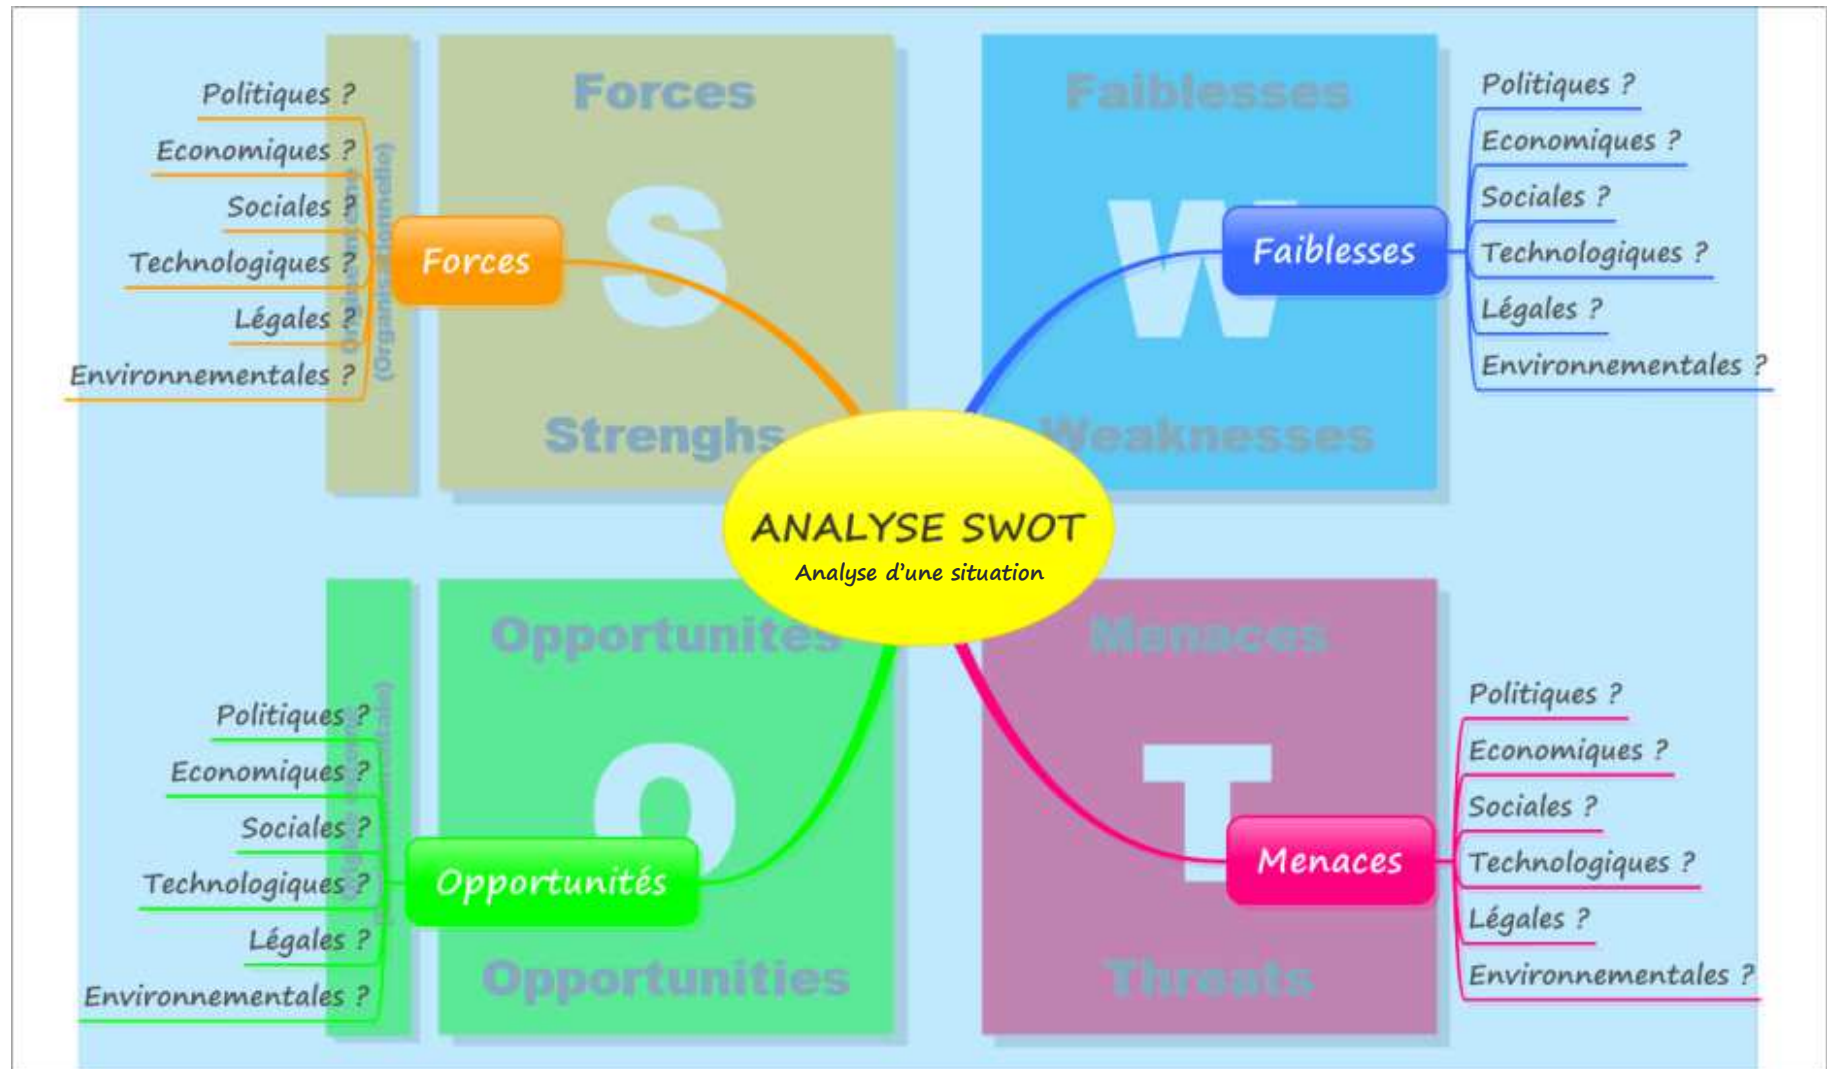 Forces
Faiblesses
S
W
Strenghs
Weaknesses
Politiques ?
Economiques ?
Sociales ?
Technologiques ?
Légales ?
Environnementales ?
Forces
Faiblesses
Politiques ?
Economiques ?
Sociales ?
Technologiques ?
Légales ?
Environnementales ?
ANALYSE SWOT
Analyse d'une situation
Opportunités
Menaces
O
T
Opportunities
Threats
Politiques ?
Economiques ?
Sociales ?
Technologiques ?
Légales ?
Environnementales ?
Opportunités
Menaces
Politiques ?
Economiques ?
Sociales ?
Technologiques ?
Légales ?
Environnementales ?